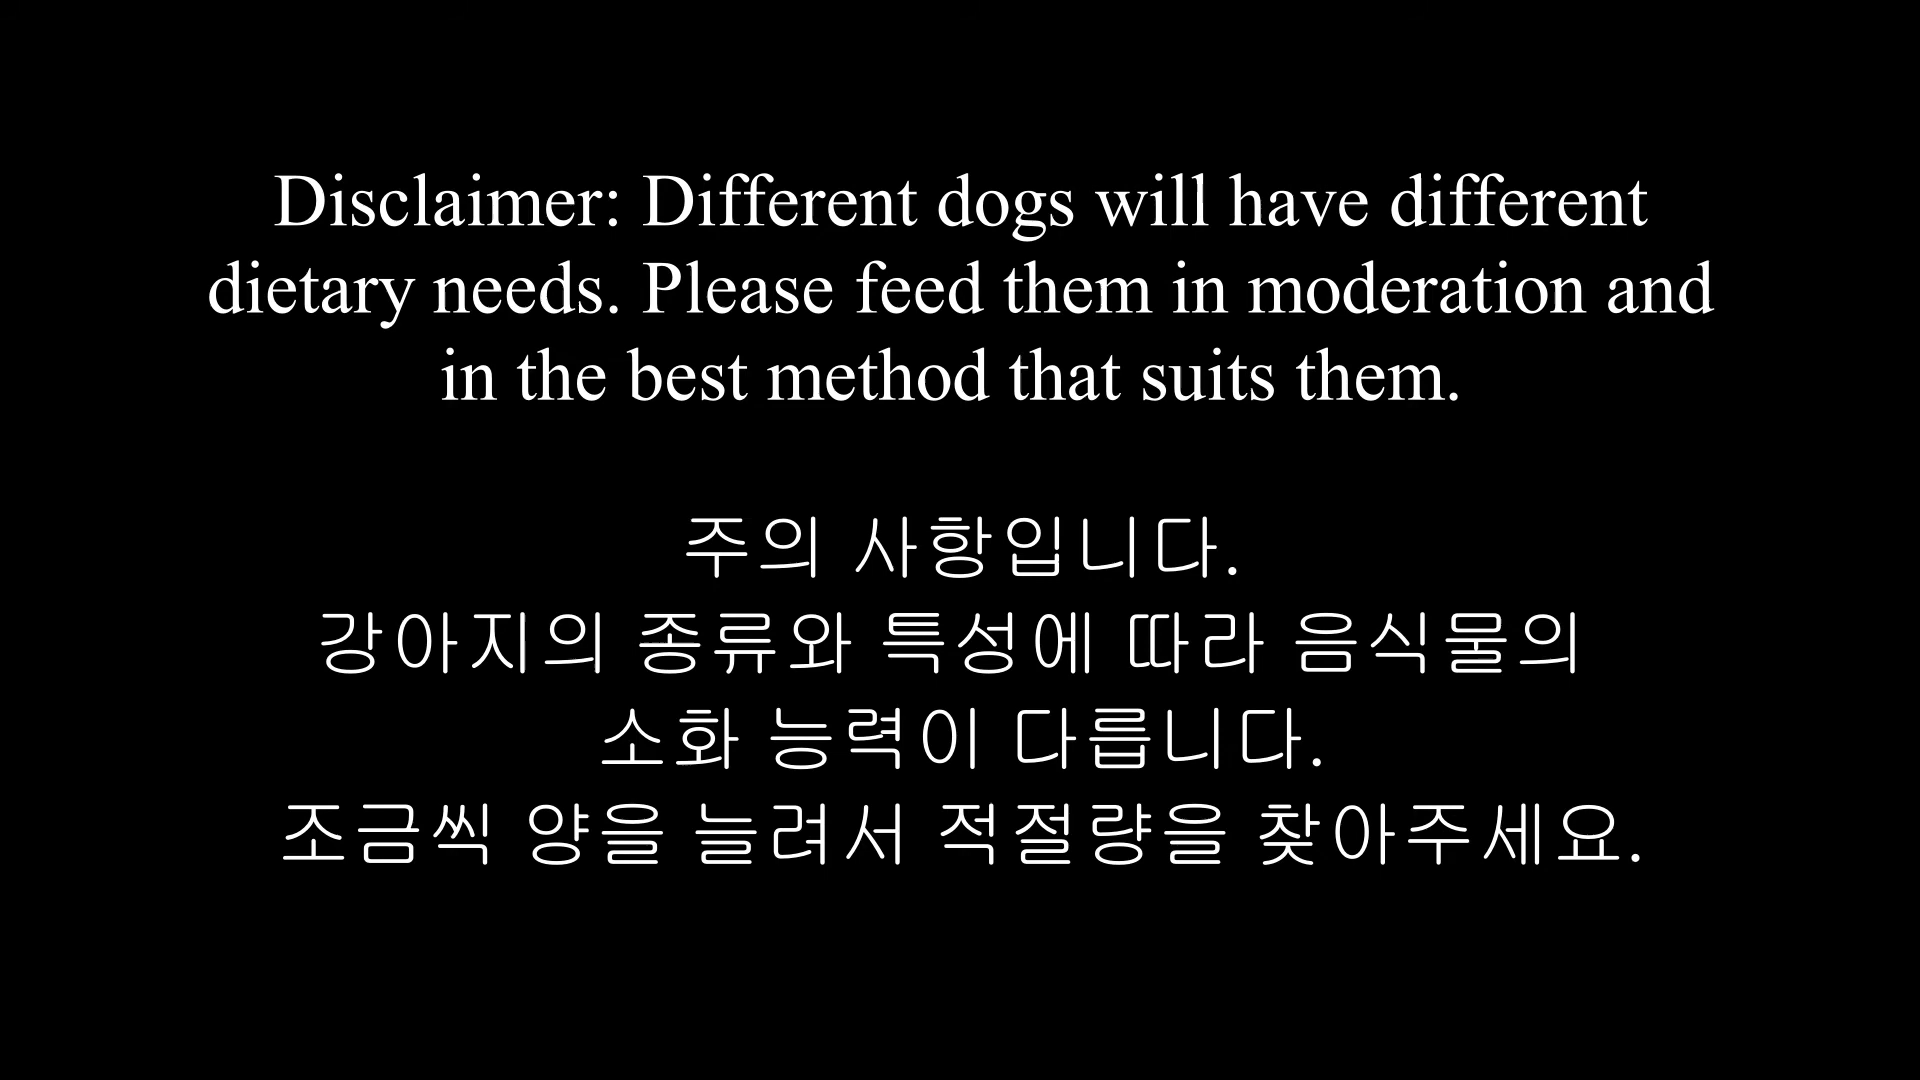 Disclaimer: Different dogs will have different
dietary needs. Please feed them in moderation and
in the best method that suits them.
주의 사항입니다.
강아지의 종류와 특성에 따라 음식물의
소화 능력이 다릅니다.
조금씩 양을 늘려서 적절량을 찾아주세요.